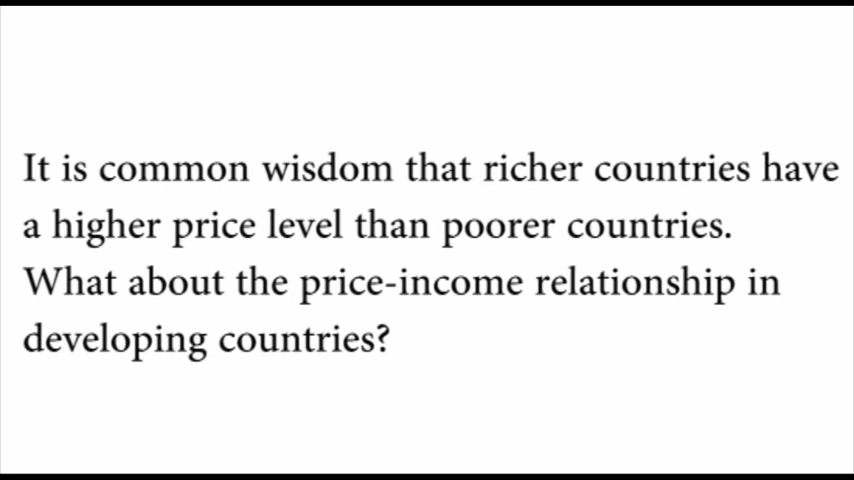 It is common wisdom that richer countries have
a higher price level than poorer countries.
What about the price-income relationship in
developing countries?